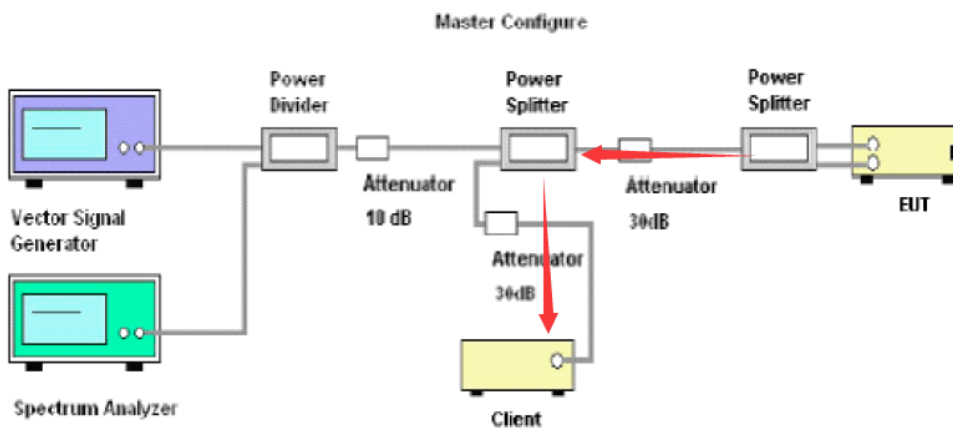 Master Configure
Power
Divider
Power
Splitter
Power
Splitter
Attenuator
10 dB
Attenuator
30dB
EUT
Vector Signal
Generator
Attenuator
30dB
Spectrum Analyzer
Client